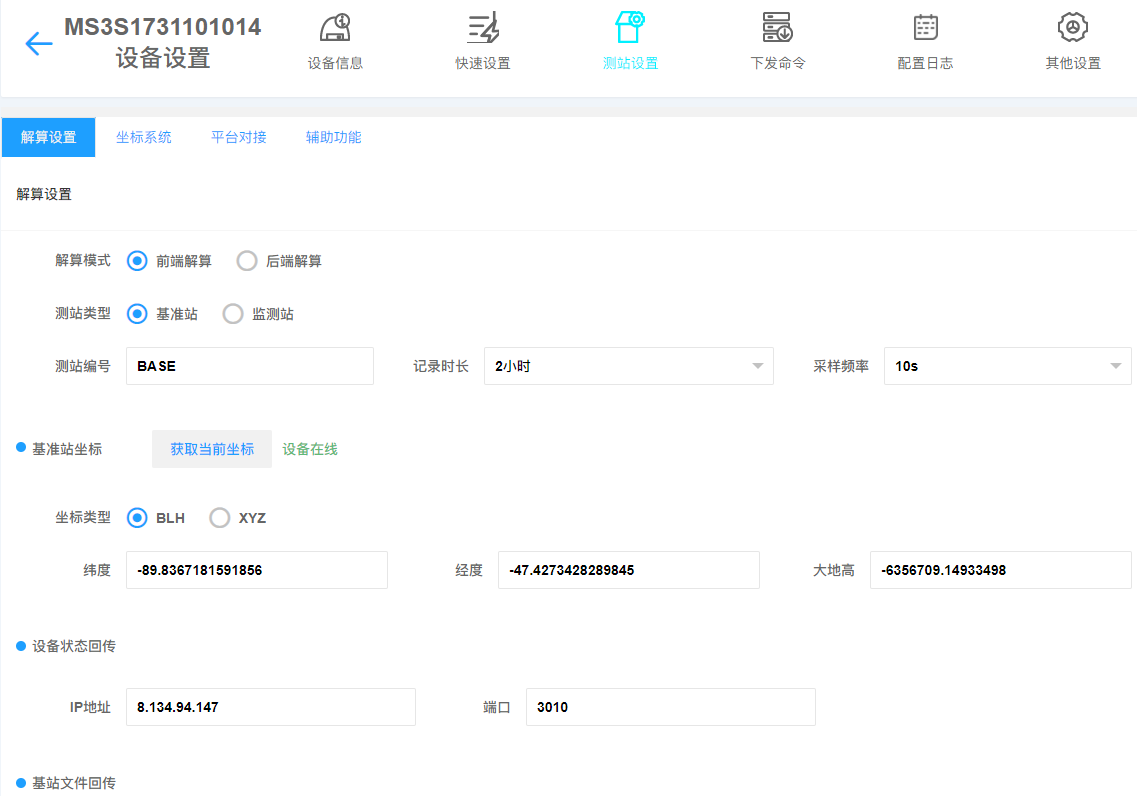 MS3S1731101014
设备设置
设备信息
快速设置
测站设置
下发命令
配置日志
其他设置
解算设置 坐标系统 平台对接 辅助功能
解算设置
解算模式 前端解算 后端解算
测站类型 基准站 监测站
测站编号 BASE 记录时长 2小时 采样频率 10s
基准站坐标 获取当前坐标 设备在线
坐标类型 BLH XYZ
纬度 -89.8367181591856 经度 -47.4273428289845 大地高 -6356709.14933498
设备状态回传
IP地址 8.134.94.147 端口 3010
基站文件回传